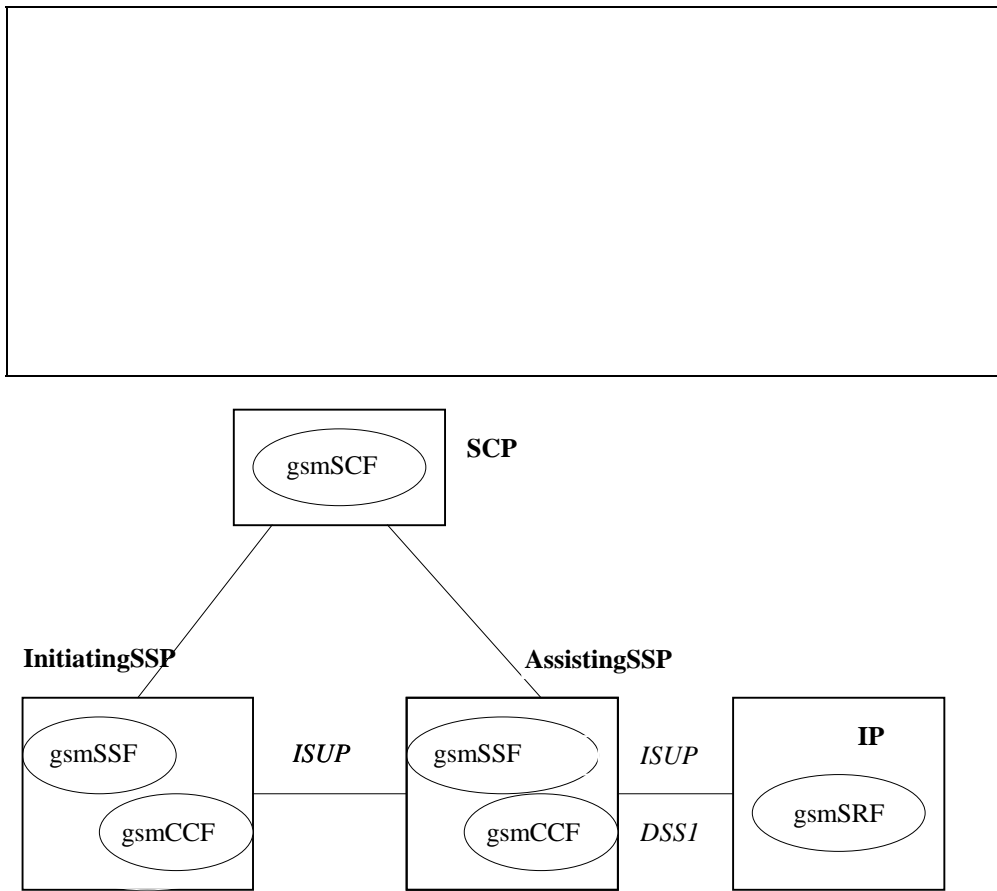 SCP
gsmSCF
InitiatingSSP
AssistingSSP
gsmSSF
ISUP
gsmSSF
ISUP
IP
gsmCCF
gsmCCF
DSS1
gsmSRF